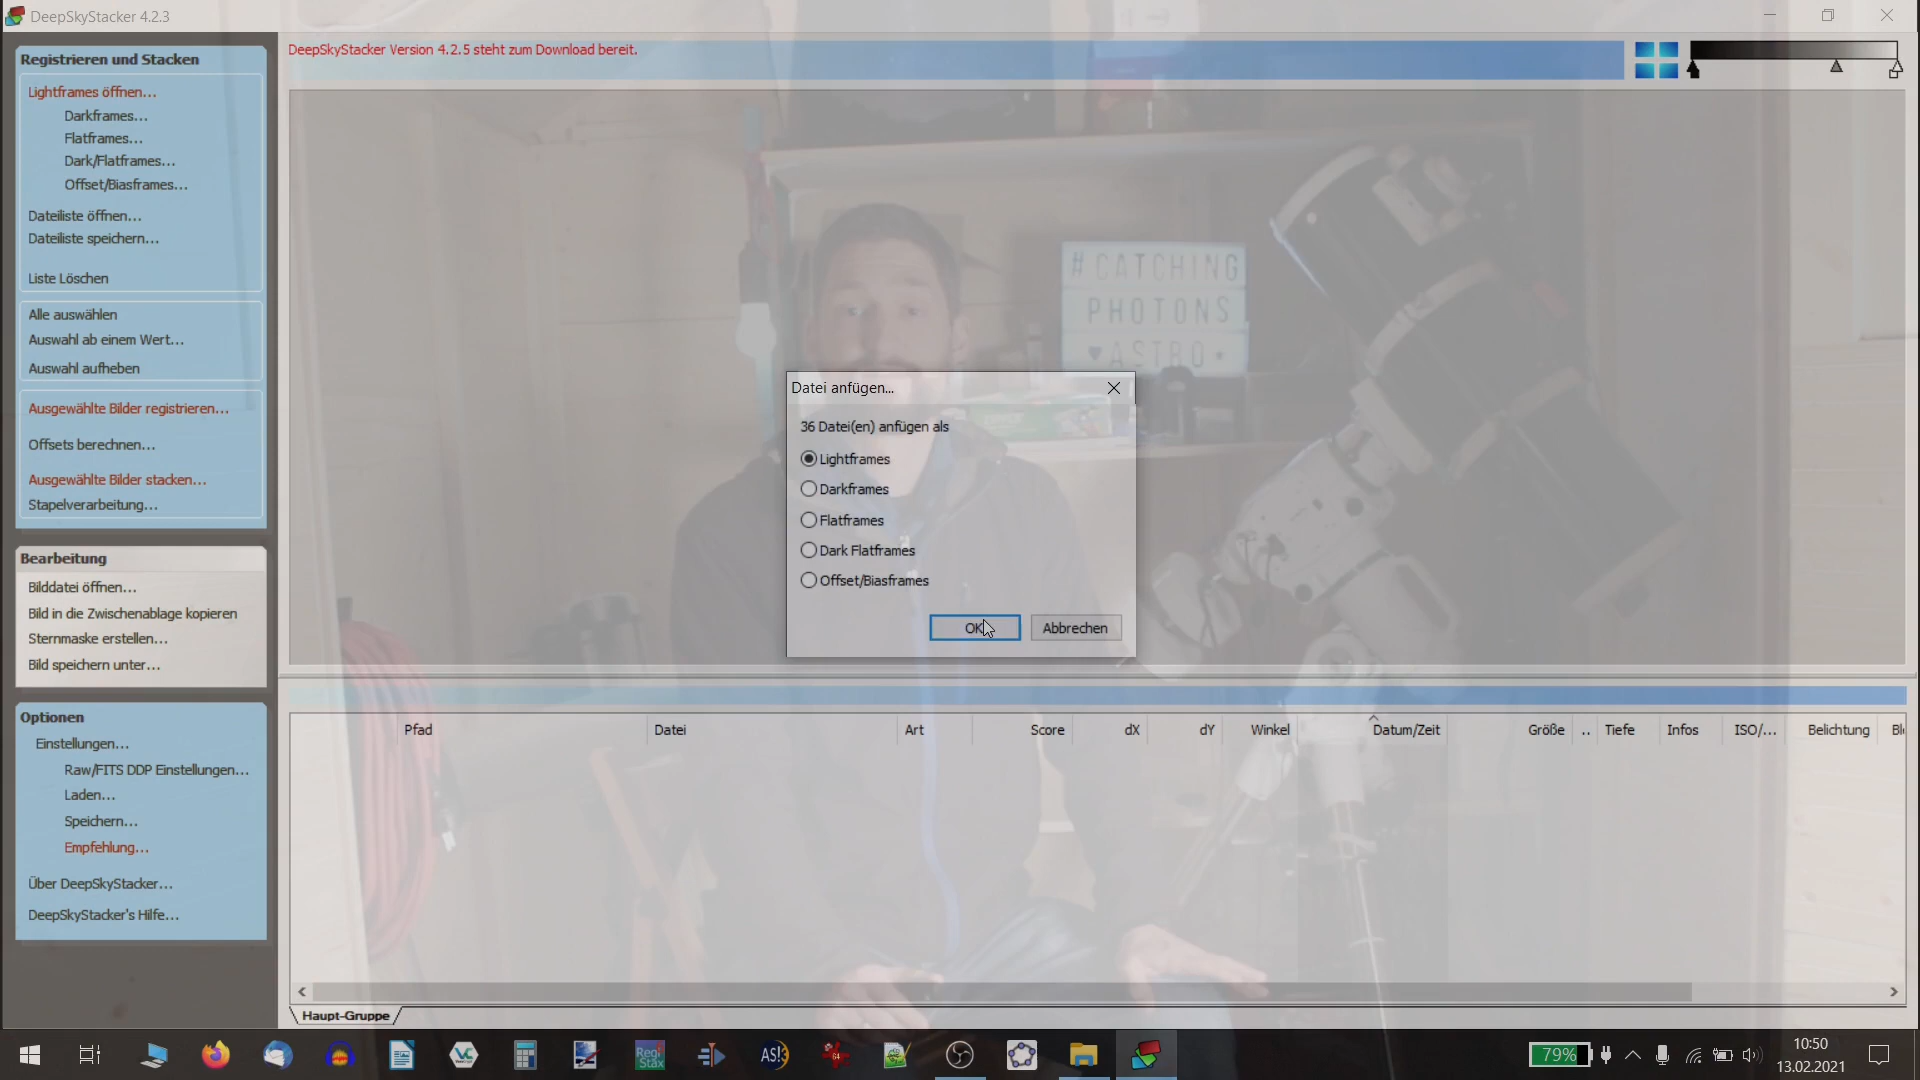 DeepSkyStacker 4.2.3
Registrieren und Stacken
Lightframes öffnen...
Darkframes...
Flatframes...
Dark/Flatframes...
Offset/Biasframes...
Dateiliste öffnen...
Dateiliste speichern...
Liste Löschen
Alle auswählen
Auswahl ab einem Wert...
Auswahl aufheben
Ausgewählte Bilder registrieren...
Offsets berechnen...
Ausgewählte Bilder stacken...
Stapelverarbeitung...
Bearbeitung
Bilddatei öffnen...
Bild in die Zwischenablage kopieren
Sternmaske erstellen...
Bild speichern unter...
Optionen
Einstellungen...
Raw/FITS DDP Einstellungen...
Laden...
Speichern...
Empfehlung...
Über DeepSkyStacker...
DeepSkyStacker's Hilfe...
DeepSkyStacker Version 4.2.5 steht zum Download bereit.
# CATCHING
PHOTONS
♥ ASTRO ★
Datei anfügen...
36 Datei(en) anfügen als
Lightframes
Darkframes
Flatframes
Dark Flatframes
Offset/Biasframes
OK
Abbrechen
Pfad Datei Art Score dX dY Winkel Datum/Zeit Größe .. Tiefe Infos ISO/... Belichtung
Haupt-Gruppe
Regi
Stax
AS!
64
79%
10:50
13.02.2021